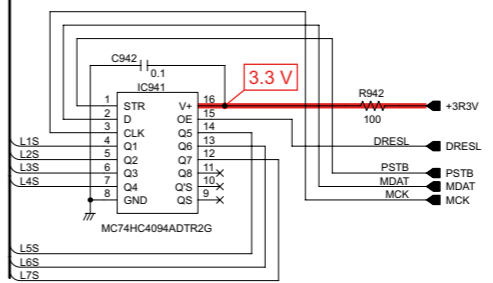 C942
0.1
IC941
3.3 V
R942
100
1 STR V+ 16
2 D OE 15
3 CLK Q5 14
4 Q1 Q6 13
5 Q2 Q7 12
6 Q3 Q8 11
7 Q4 Q'S 10
8 GND QS 9
MC74HC4094ADTR2G
L1S
L2S
L3S
L4S
L5S
L6S
L7S
+3R3V
DRESL DRESL
PSTB PSTB
MDAT MDAT
MCK MCK